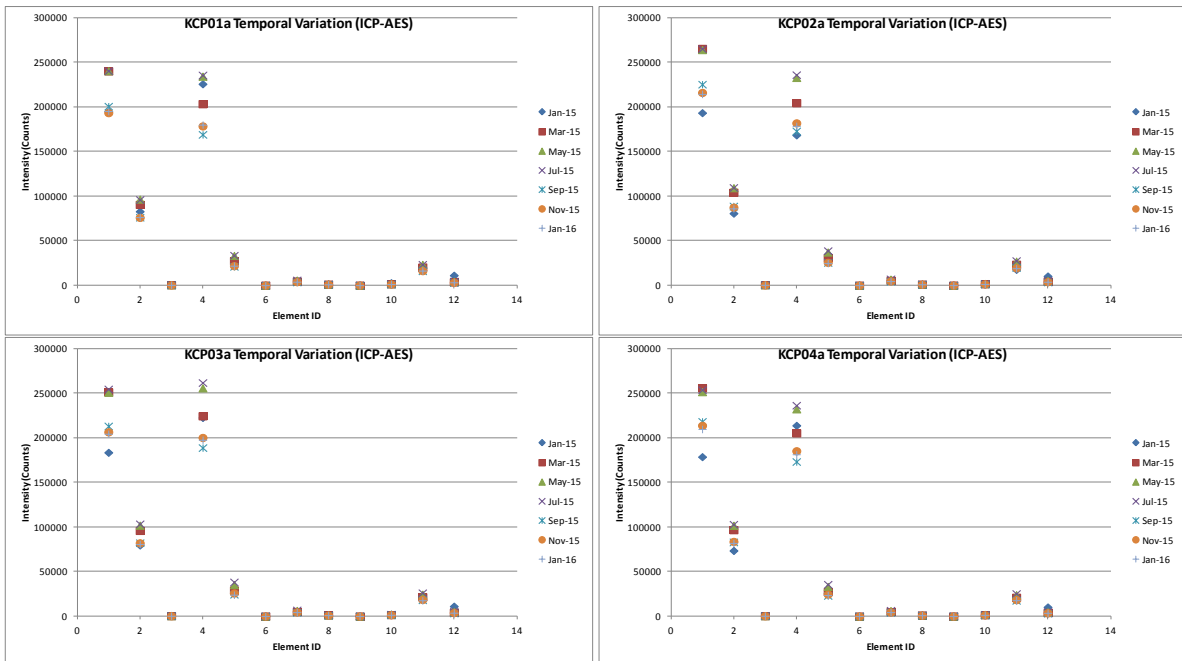 KCP01a Temporal Variation (ICP-AES)
300000
250000
200000
150000
100000
50000
0
Intensity (Counts)
0 2 4 6 8 10 12 14
Element ID
Jan-15
Mar-15
May-15
Jul-15
Sep-15
Nov-15
Jan-16
KCP02a Temporal Variation (ICP-AES)
300000
250000
200000
150000
100000
50000
0
Intensity (Counts)
0 2 4 6 8 10 12 14
Element ID
Jan-15
Mar-15
May-15
Jul-15
Sep-15
Nov-15
Jan-16
KCP03a Temporal Variation (ICP-AES)
300000
250000
200000
150000
100000
50000
0
Intensity (Counts)
0 2 4 6 8 10 12 14
Element ID
Jan-15
Mar-15
May-15
Jul-15
Sep-15
Nov-15
Jan-16
KCP04a Temporal Variation (ICP-AES)
300000
250000
200000
150000
100000
50000
0
Intensity (Counts)
0 2 4 6 8 10 12 14
Element ID
Jan-15
Mar-15
May-15
Jul-15
Sep-15
Nov-15
Jan-16